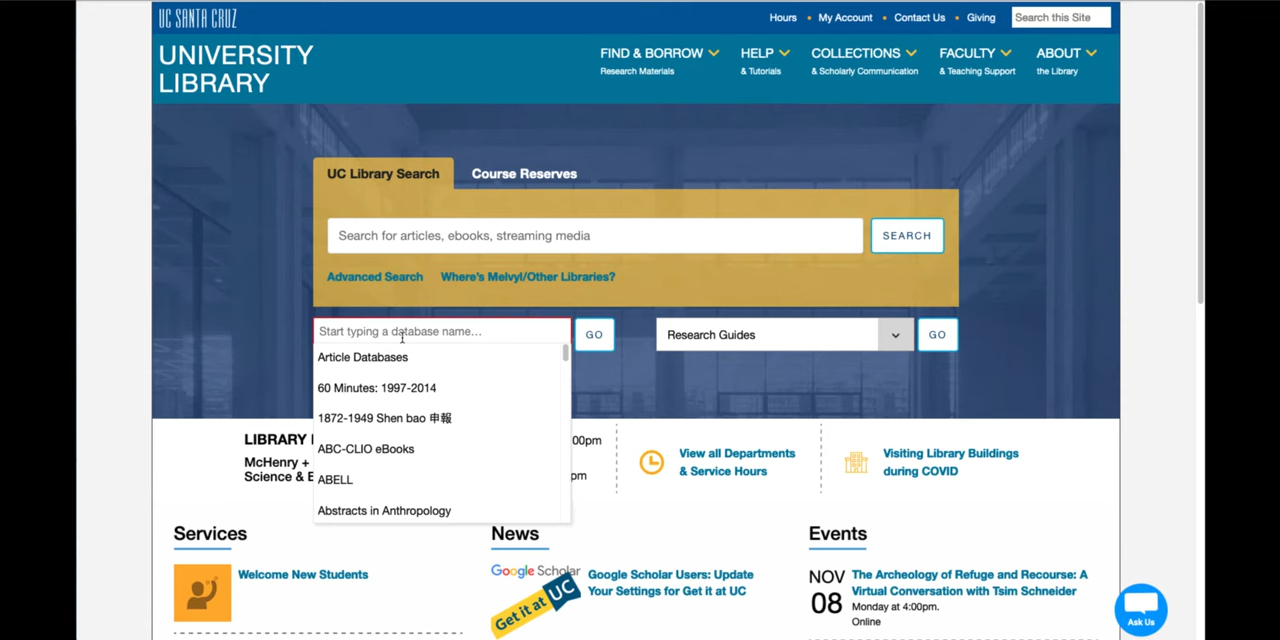 UC SANTA CRUZ
Hours • My Account • Contact Us • Giving
Search this Site
UNIVERSITY
LIBRARY
FIND & BORROW
Research Materials
HELP
& Tutorials
COLLECTIONS
& Scholarly Communication
FACULTY
& Teaching Support
ABOUT
the Library
UC Library Search
Course Reserves
Search for articles, ebooks, streaming media
SEARCH
Advanced Search
Where's Melvyl/Other Libraries?
Start typing a database name...
GO
Research Guides
GO
Article Databases
60 Minutes: 1997-2014
1872-1949 Shen bao 申報
ABC-CLIO eBooks
ABELL
Abstracts in Anthropology
LIBRARY
McHenry +
Science &
00pm
pm
View all Departments
& Service Hours
Visiting Library Buildings
during COVID
Services
Welcome New Students
News
Google Scholar
Get it at UC
Google Scholar Users: Update
Your Settings for Get it at UC
Events
NOV
08
The Archeology of Refuge and Recourse: A
Virtual Conversation with Tsim Schneider
Monday at 4:00pm.
Online
Ask Us